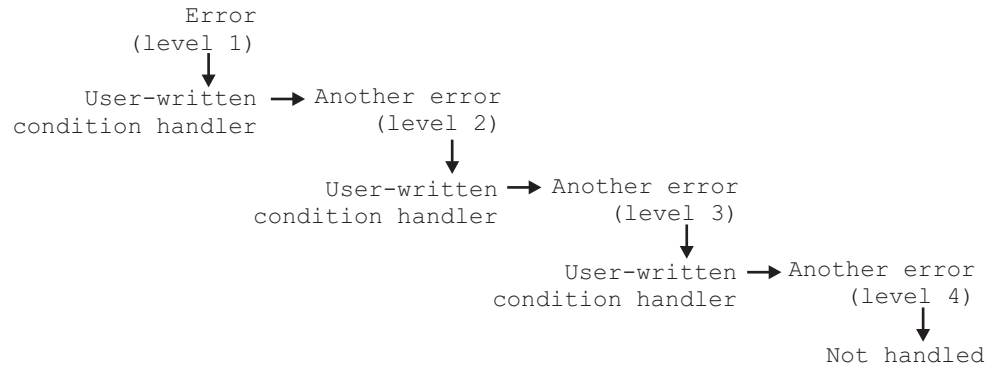 Error
(level 1)
User-written
condition handler
Another error
(level 2)
User-written
condition handler
Another error
(level 3)
User-written
condition handler
Another error
(level 4)
Not handled